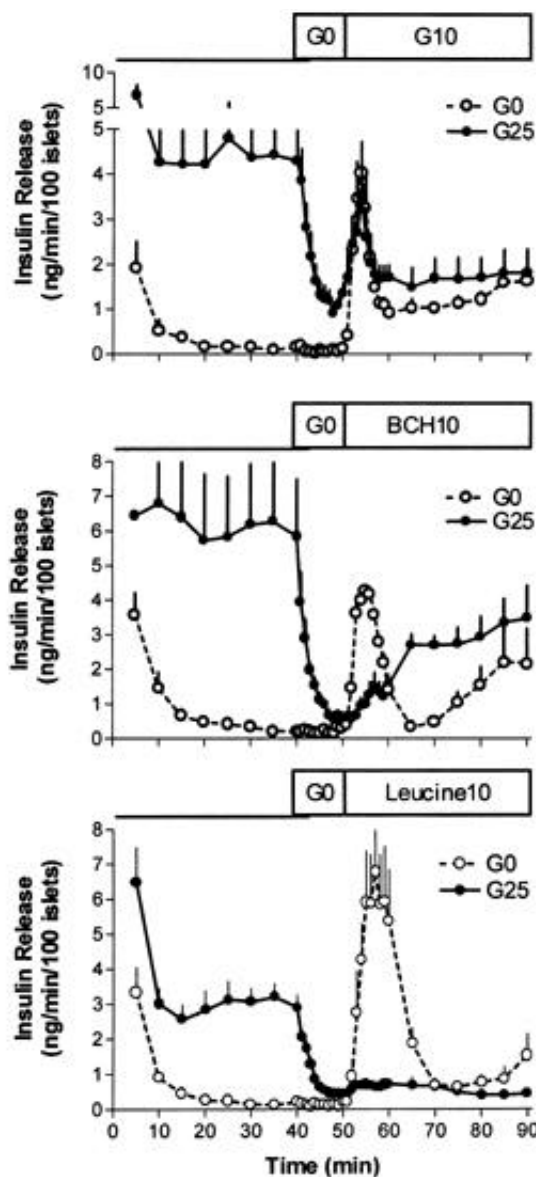 G0 G10
10
5
5
4
3
2
1
0
G0
G25
Insulin Release
(ng/min/100 islets)
G0 BCH10
8
7
6
5
4
3
2
1
0
G0
G25
Insulin Release
(ng/min/100 islets)
G0 Leucine10
8
7
6
5
4
3
2
1
0
G0
G25
Insulin Release
(ng/min/100 islets)
0 10 20 30 40 50 60 70 80 90
Time (min)